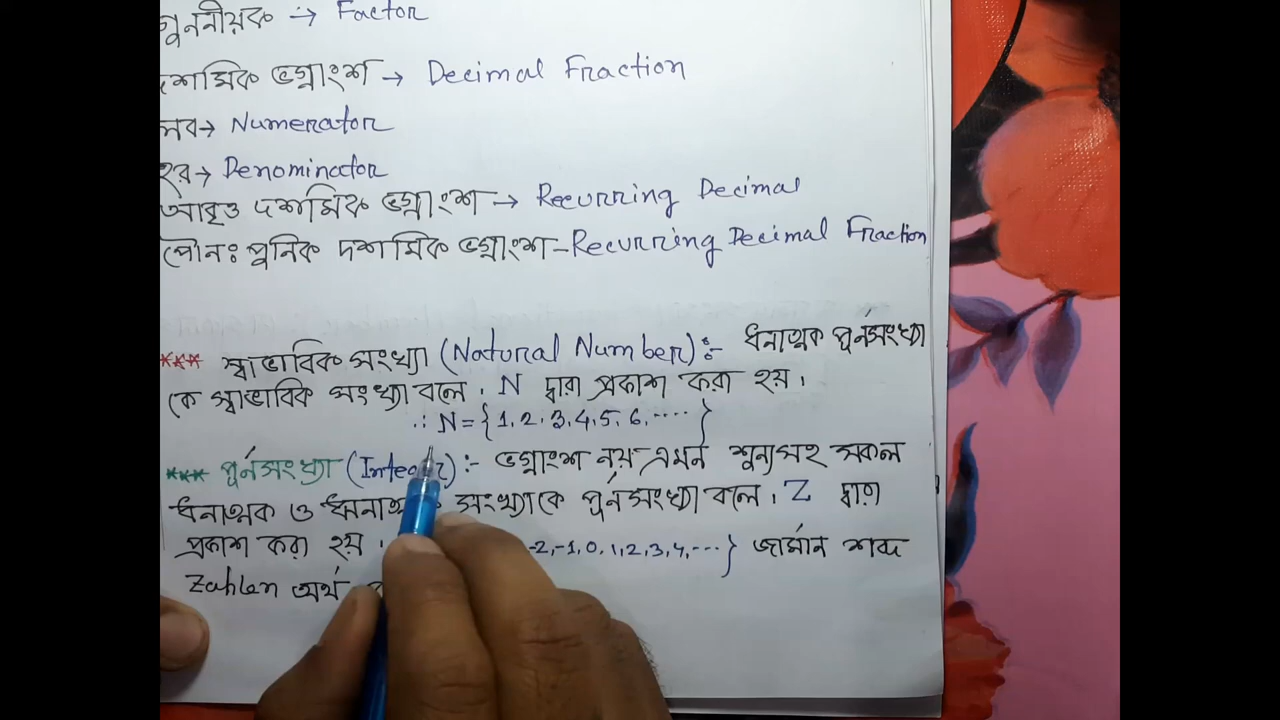 গুননীয়ক → Factor
দশমিক ভগ্নাংশ → Decimal Fraction
লব→ Numerator
হর→ Denominator
আবৃত্ত দশমিক ভগ্নাংশ → Recurring Decimal
পৌনঃপুনিক দশমিক ভগ্নাংশ-Recurring Decimal Fraction
*** স্বাভাবিক সংখ্যা (Natural Number):- ধনাত্মক পূর্নসংখ্যা
কে স্বাভাবিক সংখ্যা বলে। N দ্বারা প্রকাশ করা হয়।
∴ N={1,2,3,4,5,6,....}
*** পূর্নসংখ্যা (Integer):- ভগ্নাংশ নয় এমন শূন্যসহ সকল
ধনাত্মক ও সংখ্যাকে পূর্নসংখ্যা বলে। Z দ্বারা
প্রকাশ করা হয়। -2,-1,0,1,2,3,4,...} জার্মান শব্দ
Zahlen অর্থ